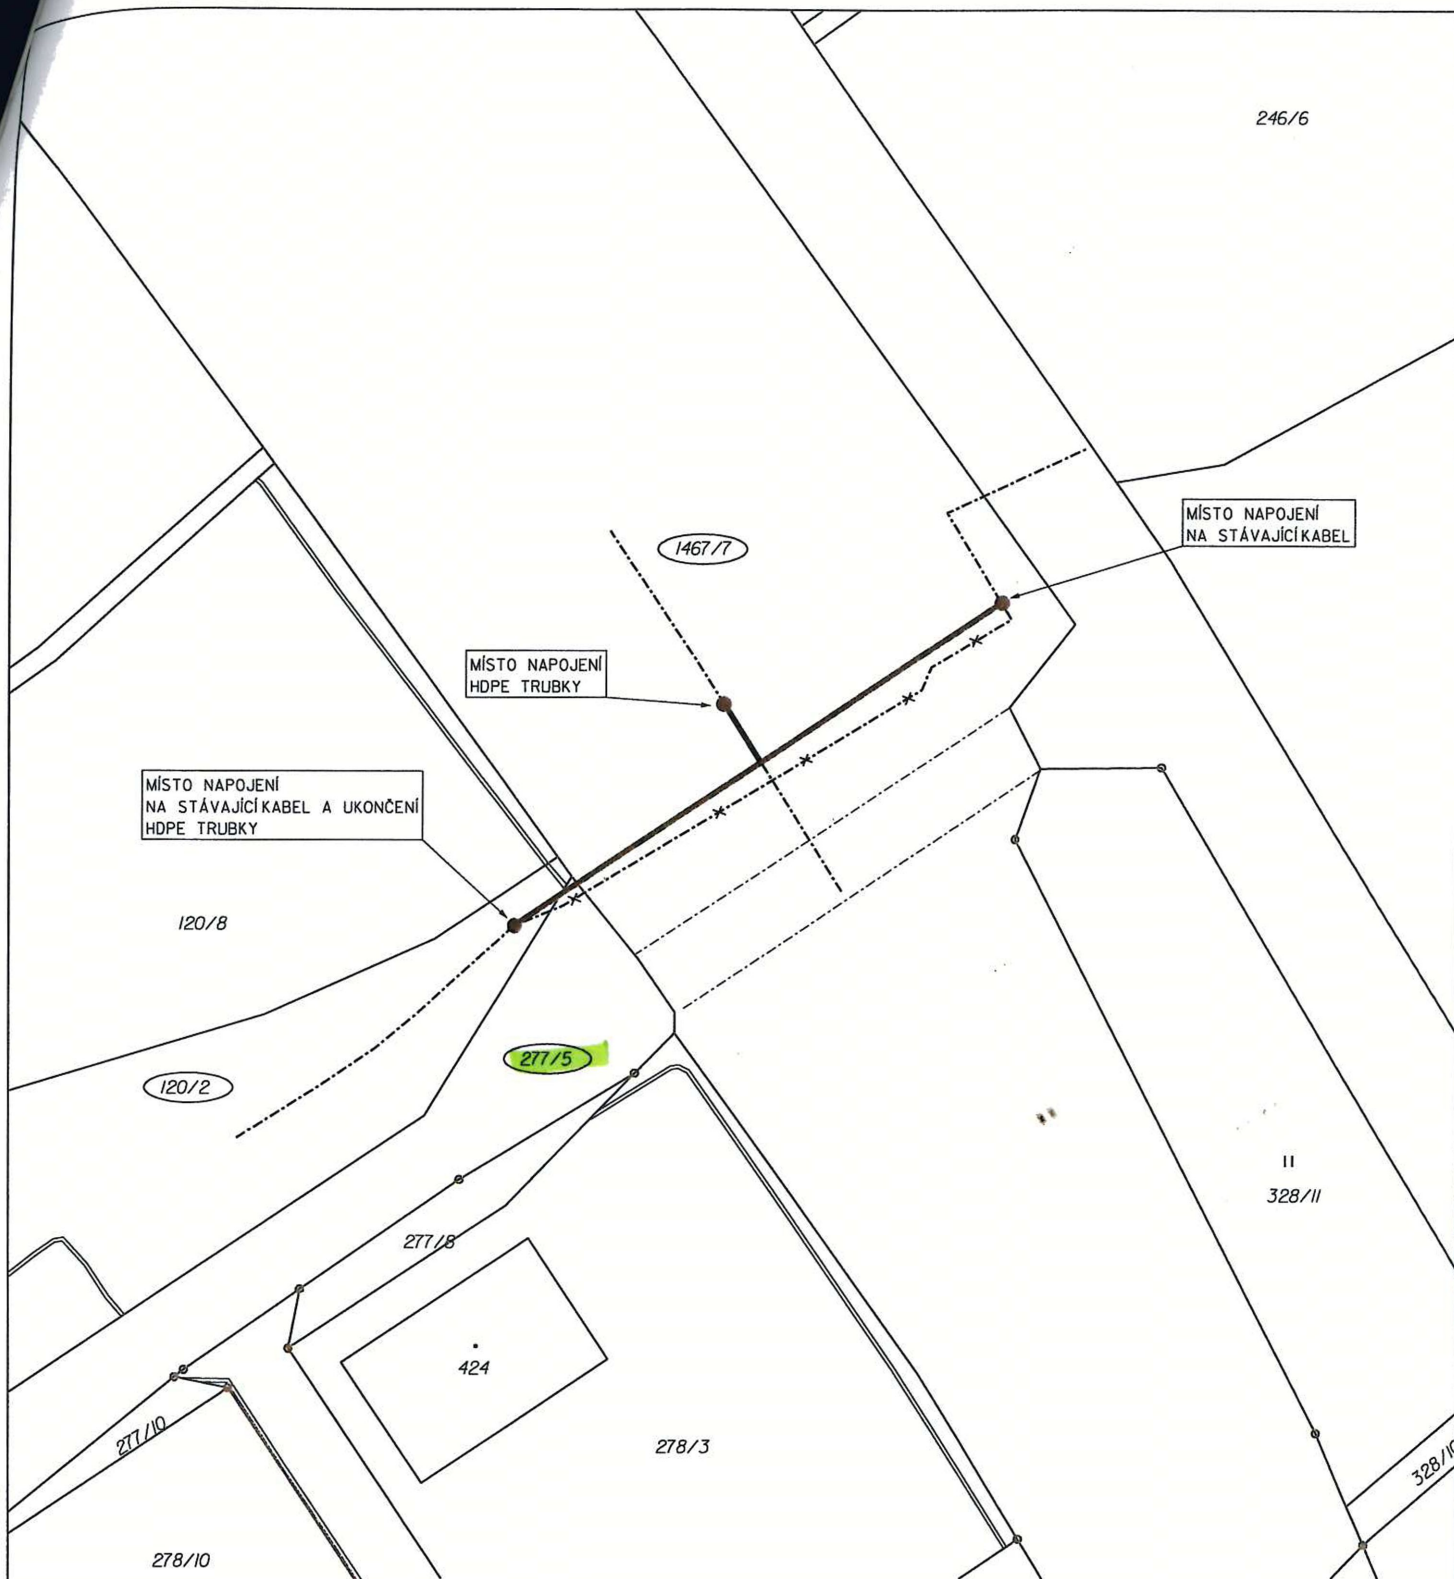 246/6
MÍSTO NAPOJENÍ
NA STÁVAJÍCÍ KABEL
1467/7
MÍSTO NAPOJENÍ
HDPE TRUBKY
MÍSTO NAPOJENÍ
NA STÁVAJÍCÍ KABEL A UKONČENÍ
HDPE TRUBKY
120/8
277/5
120/2
328/11
277/8
424
277/10
278/3
328/10
278/10